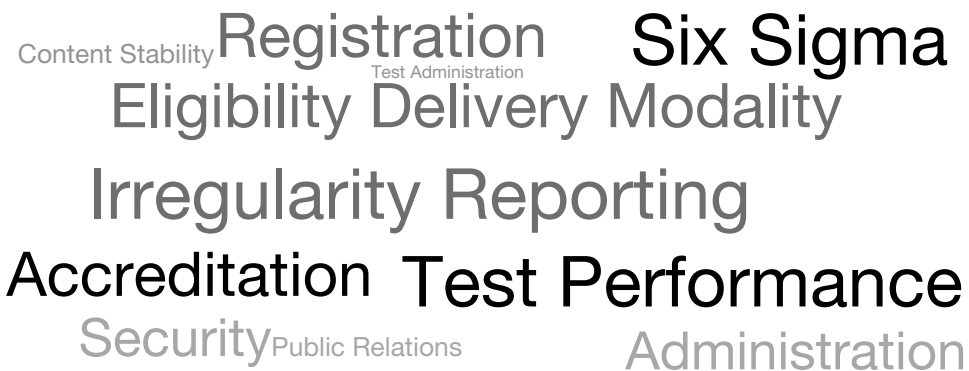 Content Stability Registration Six Sigma
Test Administration
Eligibility Delivery Modality
Irregularity Reporting
Accreditation Test Performance
Security Public Relations Administration